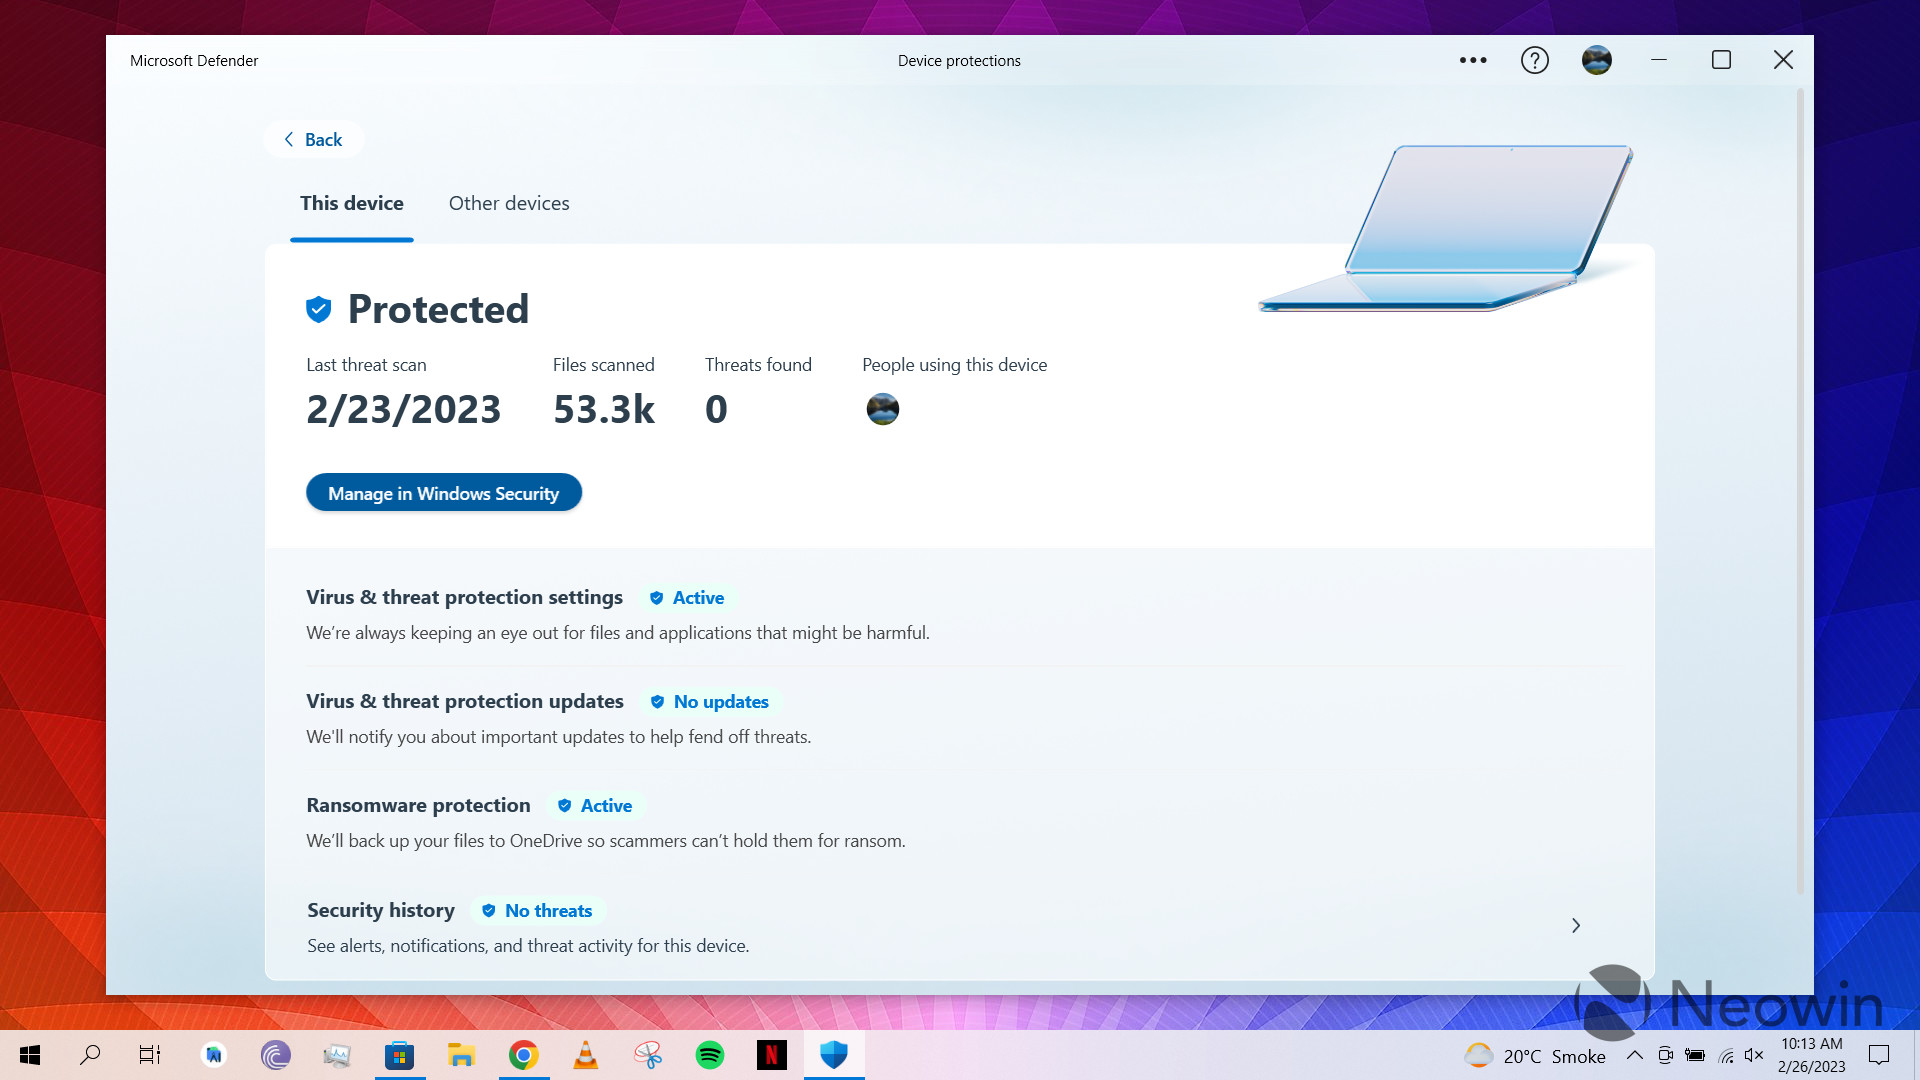 Microsoft Defender
Device protections
Back
This device
Other devices
Protected
Last threat scan
Files scanned
Threats found
People using this device
2/23/2023
53.3k
0
Manage in Windows Security
Virus & threat protection settings
Active
We’re always keeping an eye out for files and applications that might be harmful.
Virus & threat protection updates
No updates
We'll notify you about important updates to help fend off threats.
Ransomware protection
Active
We’ll back up your files to OneDrive so scammers can’t hold them for ransom.
Security history
No threats
See alerts, notifications, and threat activity for this device.
Neowin
N
20°C Smoke
10:13 AM
2/26/2023